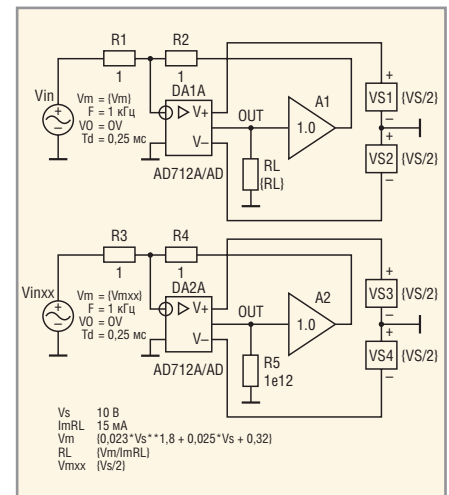 R1
R2
1
1
DA1A
Vin
Vm = {Vm}
F = 1 кГц
VO = OV
Td = 0,25 мс
V+
V–
AD712A/AD
OUT
A1
1.0
RL
{RL}
+
VS1
{VS/2}
–
+
VS2
{VS/2}
–
R3
R4
1
1
DA2A
Vinxx
Vm = {Vmxx}
F = 1 кГц
VO = OV
Td = 0,25 мс
V+
V–
AD712A/AD
OUT
A2
1.0
R5
1e12
+
VS3
{VS/2}
–
+
VS4
{VS/2}
–
Vs 10 В
ImRL 15 мА
Vm {0,023*Vs**1,8 + 0,025*Vs + 0,32}
RL {Vm/ImRL}
Vmxx {Vs/2}